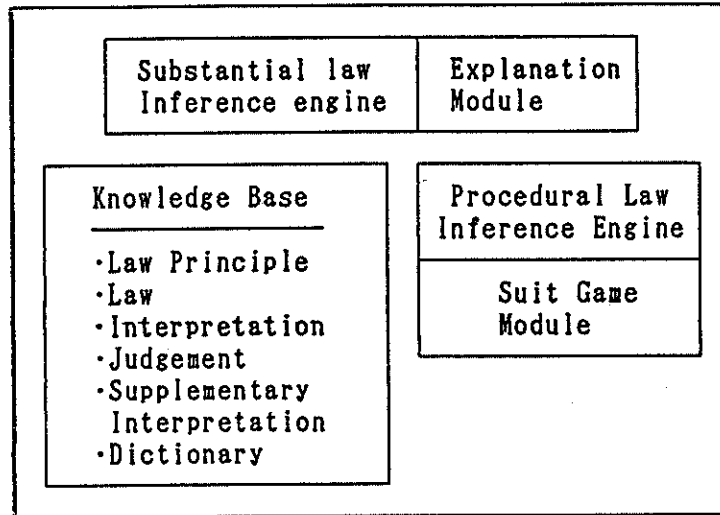 Substantial law
Inference engine
Explanation
Module
Knowledge Base
・Law Principle
・Law
・Interpretation
・Judgement
・Supplementary
Interpretation
・Dictionary
Procedural Law
Inference Engine
Suit Game
Module